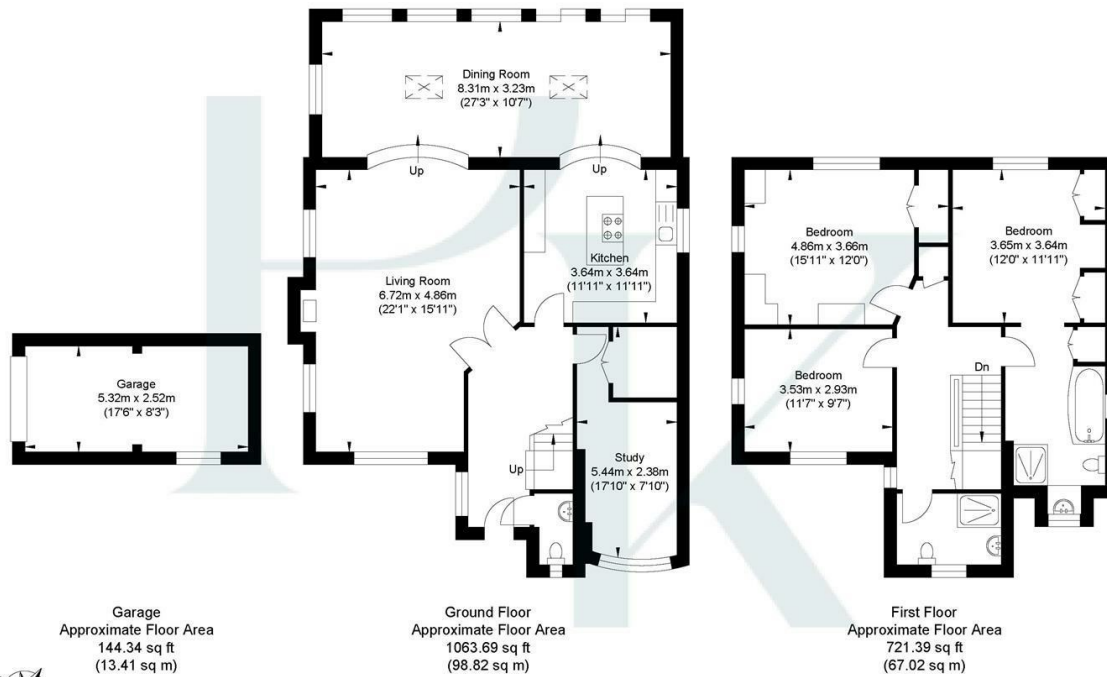 Dining Room
8.31m x 3.23m
(27'3" x 10'7")
Up
Up
Living Room
6.72m x 4.86m
(22'1" x 15'11")
Kitchen
3.64m x 3.64m
(11'11" x 11'11")
Up
Study
5.44m x 2.38m
(17'10" x 7'10")
Garage
5.32m x 2.52m
(17'6" x 8'3")
Bedroom
4.86m x 3.66m
(15'11" x 12'0")
Bedroom
3.65m x 3.64m
(12'0" x 11'11")
Bedroom
3.53m x 2.93m
(11'7" x 9'7")
Dn
Garage
Approximate Floor Area
144.34 sq ft
(13.41 sq m)
Ground Floor
Approximate Floor Area
1063.69 sq ft
(98.82 sq m)
First Floor
Approximate Floor Area
721.39 sq ft
(67.02 sq m)